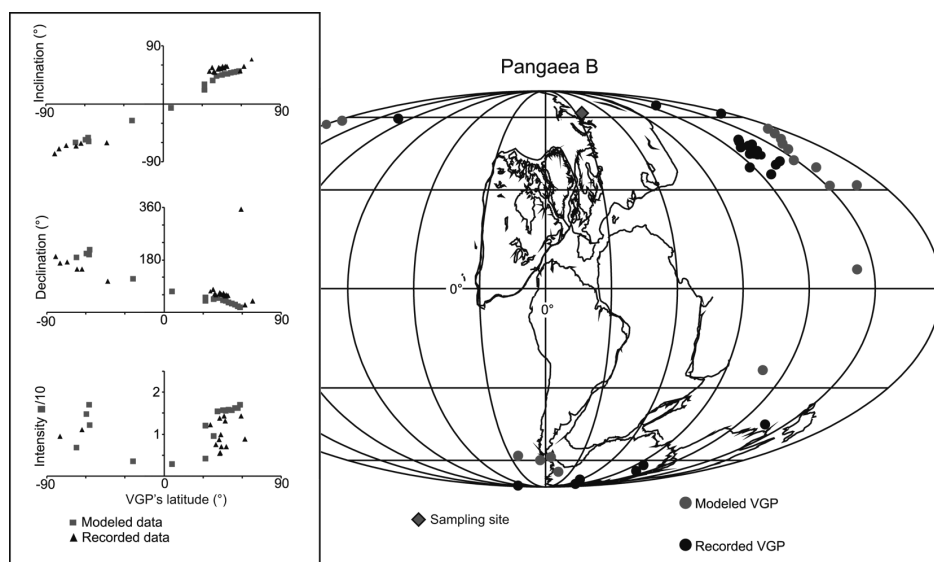 Pangaea B
Inclination (°)
90
-90
90
-90
Declination (°)
360
180
-90
90
0
Intensity μ/10
2
1
-90
0
90
VGP's latitude (°)
Modeled data
Recorded data
0°
0°
Sampling site
Modeled VGP
Recorded VGP